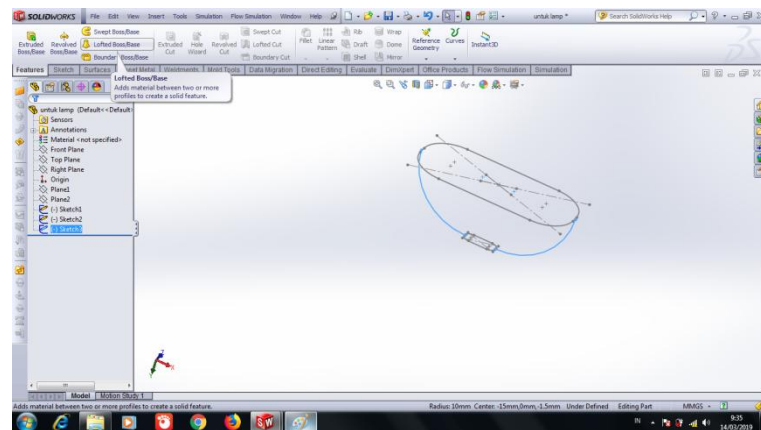 SOLIDWORKS File Edit View Insert Tools Simulation Flow Simulation Window Help untuk lamp * Search SolidWorks Help
Extruded Boss/Base
Revolved Boss/Base
Swept Boss/Base
Lofted Boss/Base
Boundary Boss/Base
Extruded Cut
Hole Wizard
Revolved Cut
Swept Cut
Lofted Cut
Boundary Cut
Fillet
Linear Pattern
Rib
Draft
Shell
Wrap
Dome
Mirror
Reference Geometry
Curves
Instant3D
Features Sketch Surfaces Sheet Metal Weldments Mold Tools Data Migration Direct Editing Evaluate DimXpert Office Products Flow Simulation Simulation
Lofted Boss/Base
Adds material between two or more
profiles to create a solid feature.
untuk lamp (Default<<Default>
Sensors
Annotations
Material <not specified>
Front Plane
Top Plane
Right Plane
Origin
Plane1
Plane2
(-) Sketch1
(-) Sketch2
(-) Sketch3
Model Motion Study 1
Adds material between two or more profiles to create a solid feature. Radius: 10mm Center: -15mm,0mm,-1.5mm Under Defined Editing Part MMGS
IN 9:35
14/03/2019